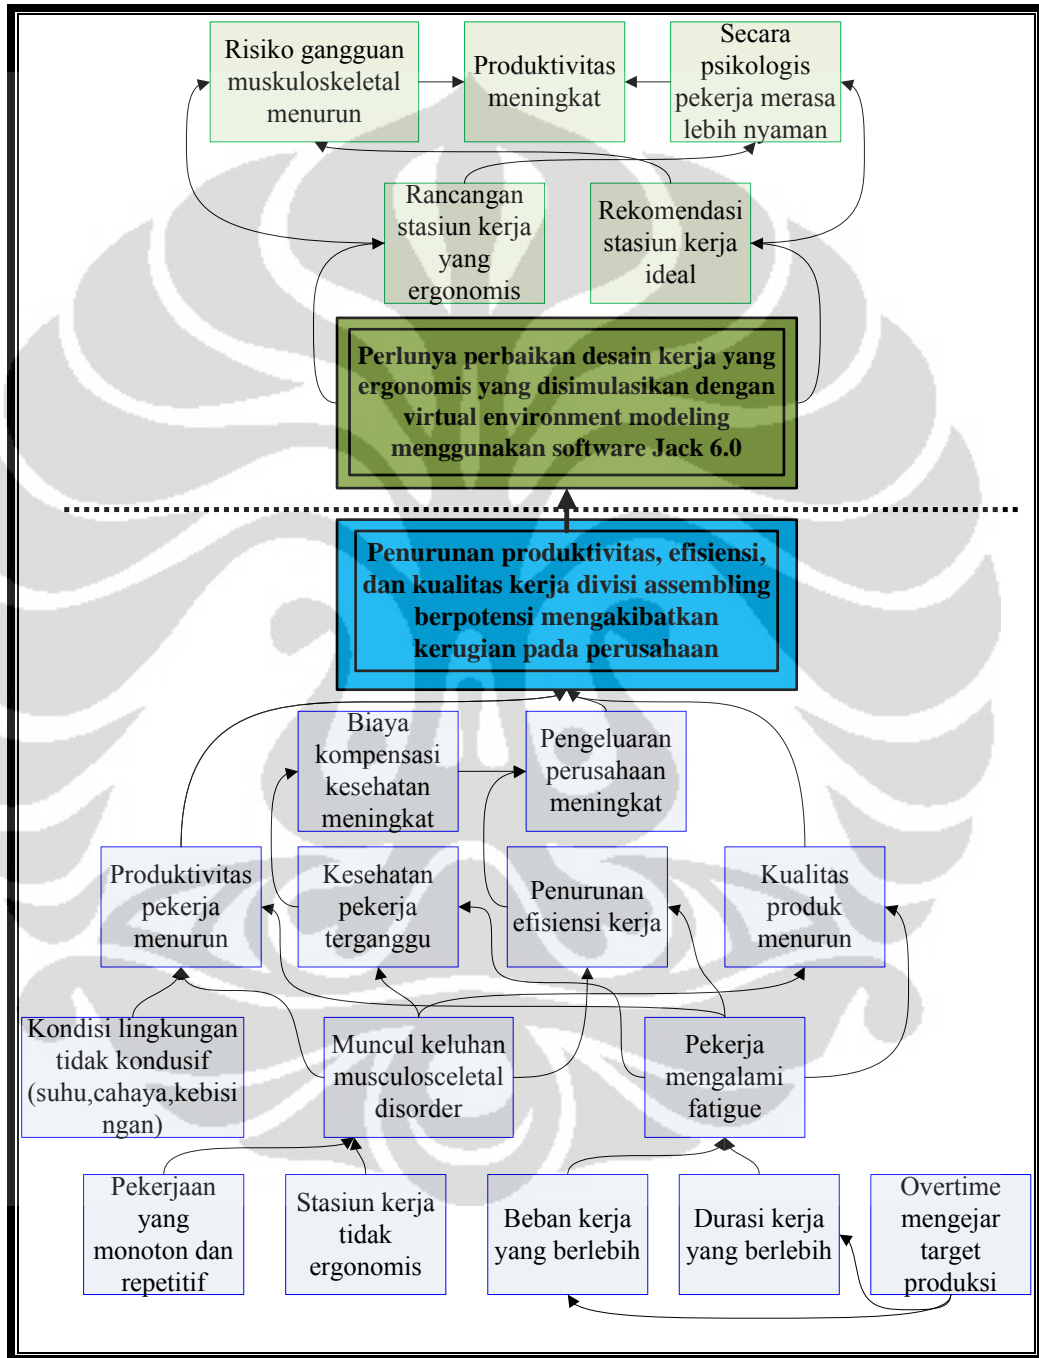 Risiko gangguan
muskuloskeletal
menurun
Produktivitas
meningkat
Secara
psikologis
pekerja merasa
lebih nyaman
Rancangan
stasiun kerja
yang
ergonomis
Rekomendasi
stasiun kerja
ideal
Perlunya perbaikan desain kerja yang
ergonomis yang disimulasikan dengan
virtual environment modeling
menggunakan software Jack 6.0
Penurunan produktivitas, efisiensi,
dan kualitas kerja divisi assembling
berpotensi mengakibatkan
kerugian pada perusahaan
Biaya
kompensasi
kesehatan
meningkat
Pengeluaran
perusahaan
meningkat
Produktivitas
pekerja
menurun
Kesehatan
pekerja
terganggu
Penurunan
efisiensi kerja
Kualitas
produk
menurun
Kondisi lingkungan
tidak kondusif
(suhu,cahaya,kebisi
ngan)
Muncul keluhan
musculosceletal
disorder
Pekerja
mengalami
fatigue
Pekerjaan
yang
monoton dan
repetitif
Stasiun kerja
tidak
ergonomis
Beban kerja
yang berlebih
Durasi kerja
yang berlebih
Overtime
mengejar
target
produksi